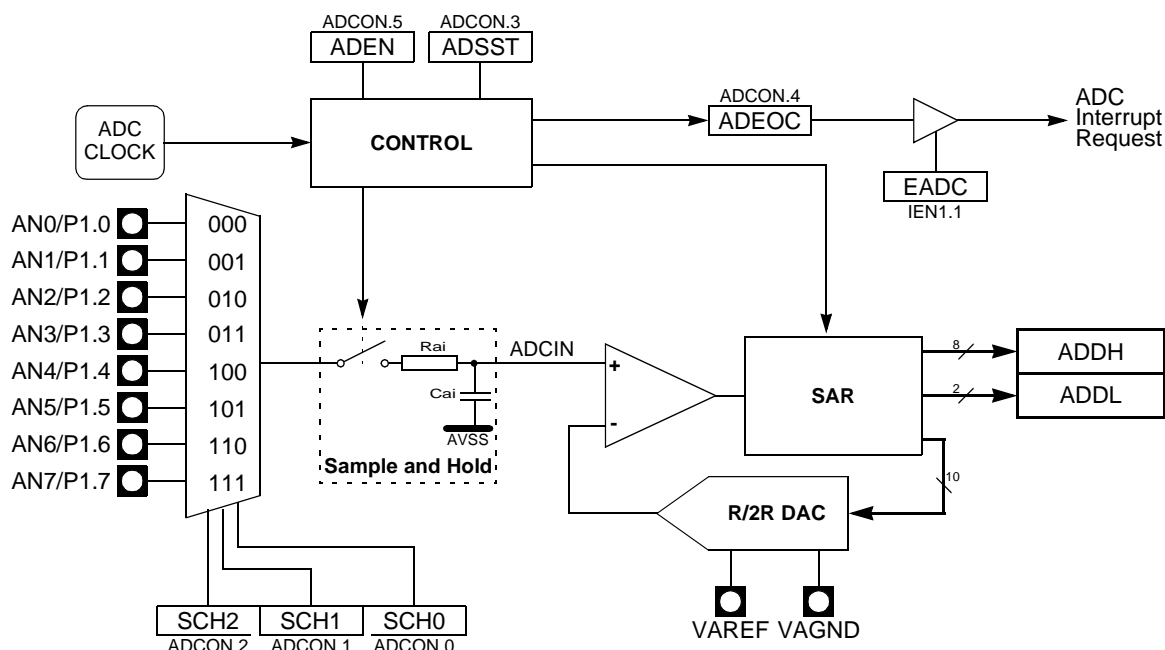 ADCON.5
ADEN
ADCON.3
ADSST
ADC
CLOCK
CONTROL
ADCON.4
ADEOC
ADC
Interrupt
Request
EADC
IEN1.1
AN0/P1.0
000
AN1/P1.1
001
AN2/P1.2
010
AN3/P1.3
011
AN4/P1.4
100
AN5/P1.5
101
AN6/P1.6
110
AN7/P1.7
111
Rai
Cai
AVSS
Sample and Hold
ADCIN
+
-
SAR
8
ADDH
2
ADDL
10
R/2R DAC
VAREF
VAGND
SCH2
SCH1
SCH0
ADCON.2
ADCON.1
ADCON.0